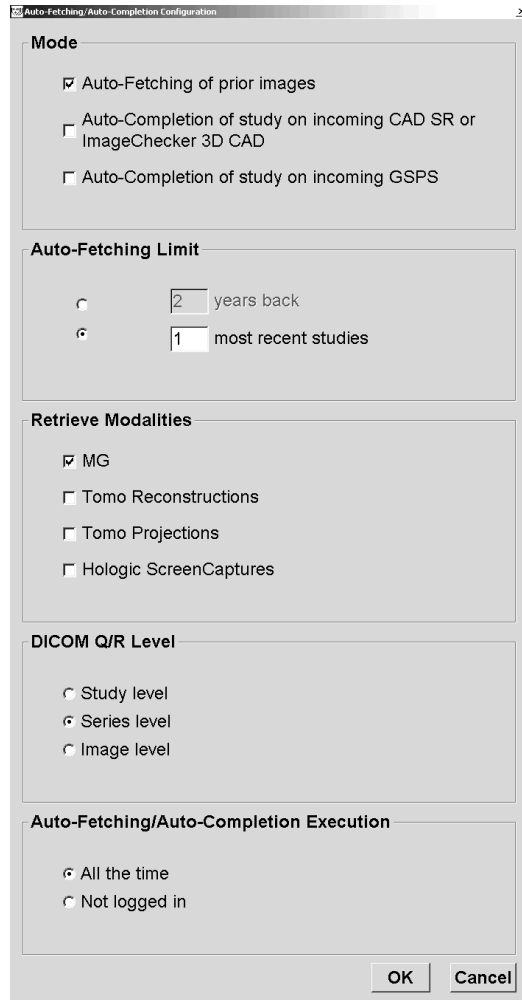 Auto-Fetching/Auto-Completion Configuration
Mode
Auto-Fetching of prior images
Auto-Completion of study on incoming CAD SR or
ImageChecker 3D CAD
Auto-Completion of study on incoming GSPS
Auto-Fetching Limit
2 years back
1 most recent studies
Retrieve Modalities
MG
Tomo Reconstructions
Tomo Projections
Hologic ScreenCaptures
DICOM Q/R Level
Study level
Series level
Image level
Auto-Fetching/Auto-Completion Execution
All the time
Not logged in
OK Cancel